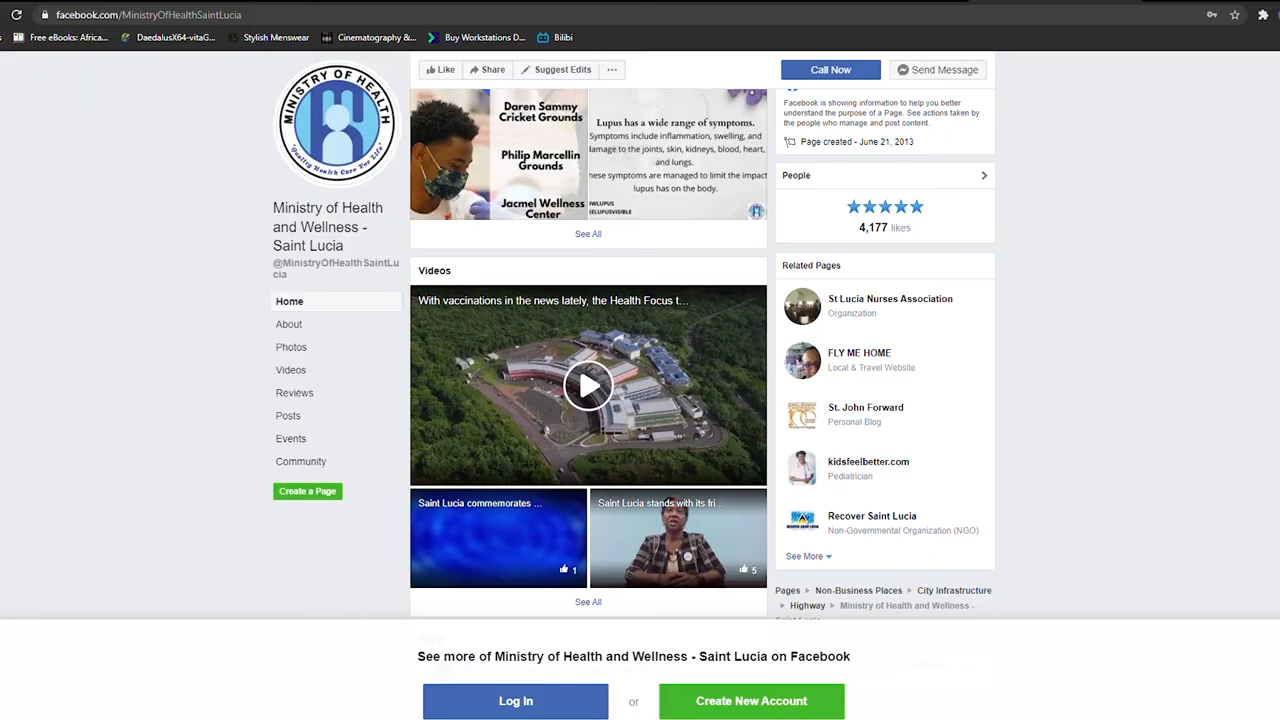 facebook.com/MinistryOfHealthSaintLucia
Free eBooks: Africa...
DaedalusX64-vitaG...
Stylish Menswear
Cinematography &...
Buy Workstations D...
Bilibi
MINISTRY OF HEALTH
"Quality Health Care For Life"
Ministry of Health
and Wellness -
Saint Lucia
@MinistryOfHealthSaintLu
cia
Home
About
Photos
Videos
Reviews
Posts
Events
Community
Create a Page
Like
Share
Suggest Edits
...
Call Now
Send Message
Daren Sammy
Cricket Grounds
Philip Marcellin
Grounds
Jacmel Wellness
Center
Lupus has a wide range of symptoms.
Symptoms include inflammation, swelling, and
damage to the joints, skin, kidneys, blood, heart,
and lungs.
hese symptoms are managed to limit the impact
lupus has on the body.
OWLUPUS
EELUPUSVISIBLE
See All
Videos
With vaccinations in the news lately, the Health Focus t...
Saint Lucia commemorates ...
1
Saint Lucia stands with its fri...
5
See All
Facebook is showing information to help you better
understand the purpose of a Page. See actions taken by
the people who manage and post content.
Page created - June 21, 2013
People
4,177 likes
Related Pages
St Lucia Nurses Association
Organization
FLY ME HOME
Local & Travel Website
St. John Forward
Personal Blog
kidsfeelbetter.com
Pediatrician
Recover Saint Lucia
Non-Governmental Organization (NGO)
See More
Pages
Non-Business Places
City Infrastructure
Highway
Ministry of Health and Wellness -
Saint Lucia
See more of Ministry of Health and Wellness - Saint Lucia on Facebook
Log In
or
Create New Account